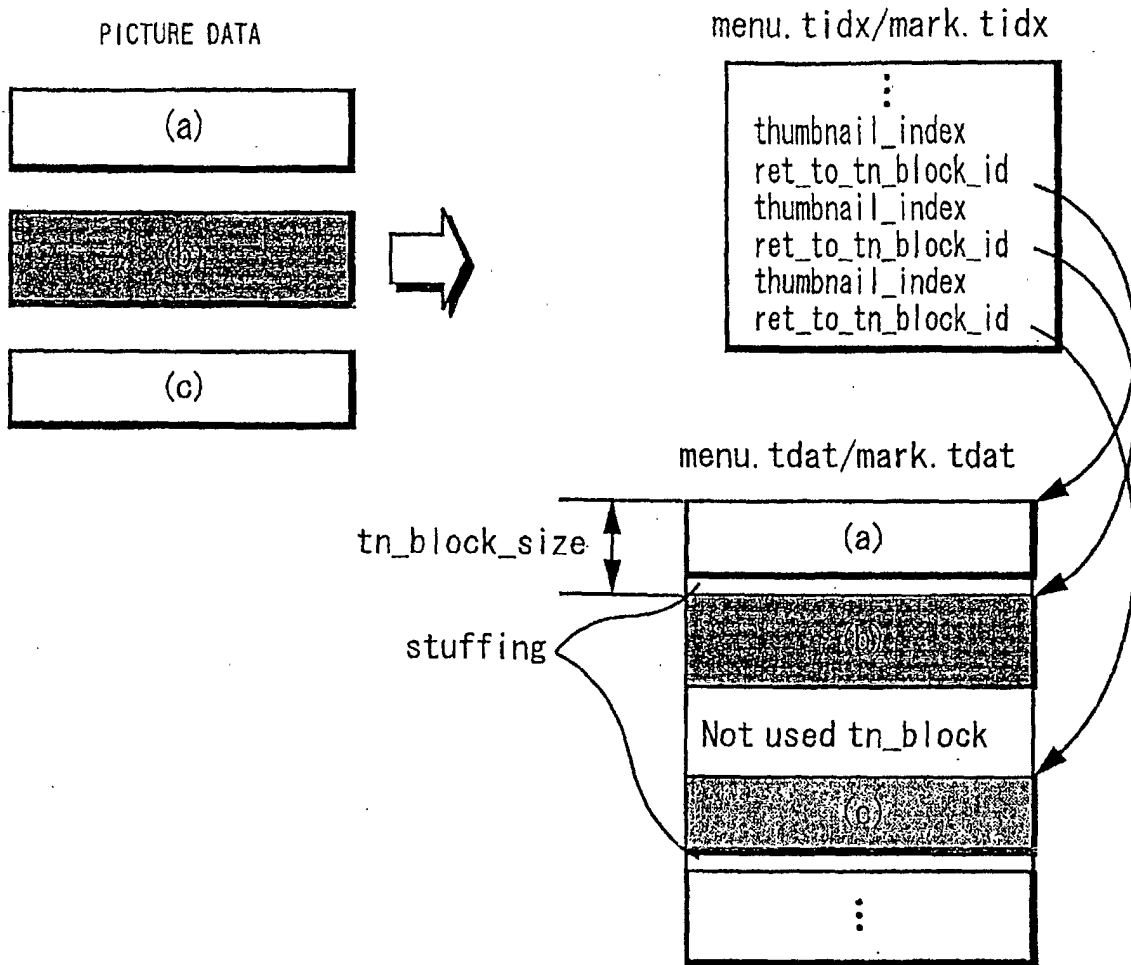 PICTURE DATA
(a)
(b)
(c)
menu.tidx/mark.tidx
thumbnail_index
ret_to_tn_block_id
thumbnail_index
ret_to_tn_block_id
thumbnail_index
ret_to_tn_block_id
menu.tdat/mark.tdat
tn_block_size
(a)
stuffing
(b)
Not used tn_block
(c)